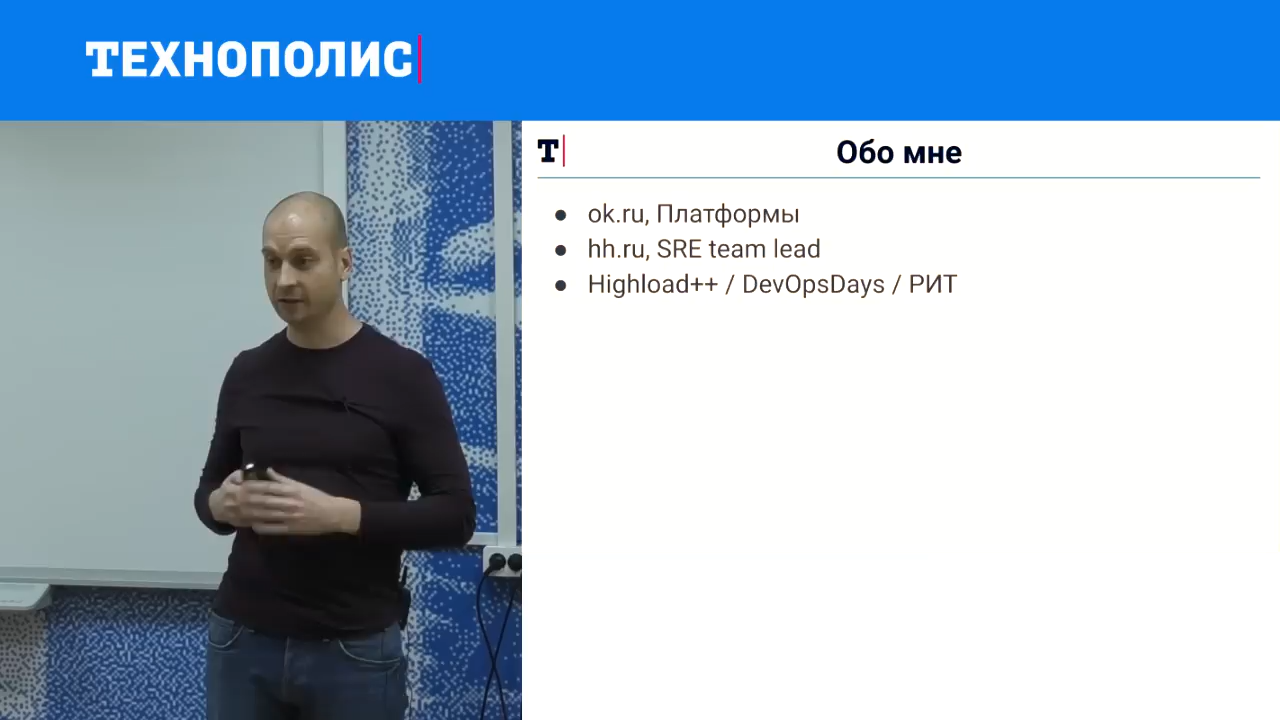 ТЕХНОПОЛИС
Т
Обо мне
ok.ru, Платформы
hh.ru, SRE team lead
Highload++ / DevOpsDays / РИТ